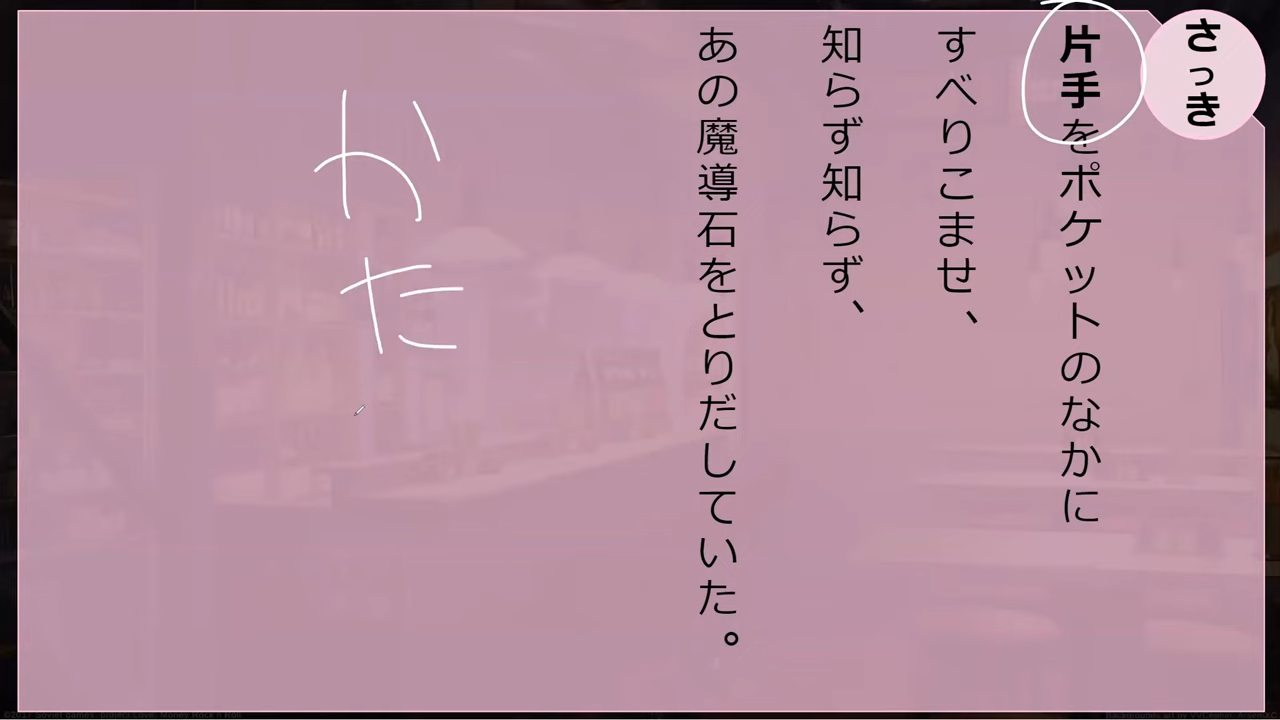 さっき
片手をポケットのなかに
すべりこませ、
知らず知らず、
あの魔導石をとりだしていた。
かた